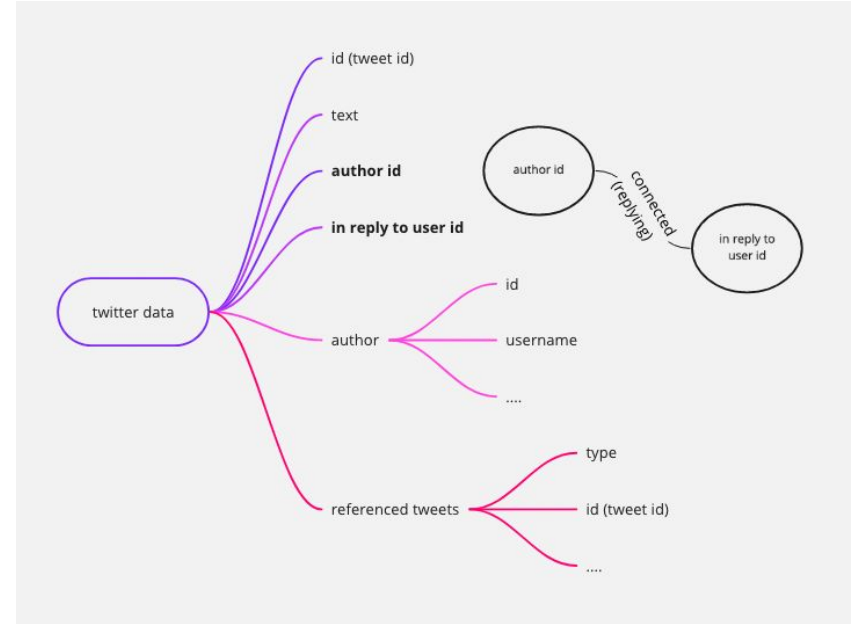 id (tweet id)
text
author id
in reply to user id
twitter data
author
id
username
....
referenced tweets
type
id (tweet id)
....
author id
connected
(replying)
in reply to
user id